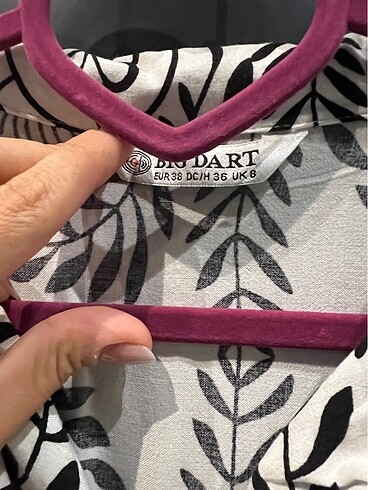 BIG DART
EUR 38 DC/H 36 UK 8